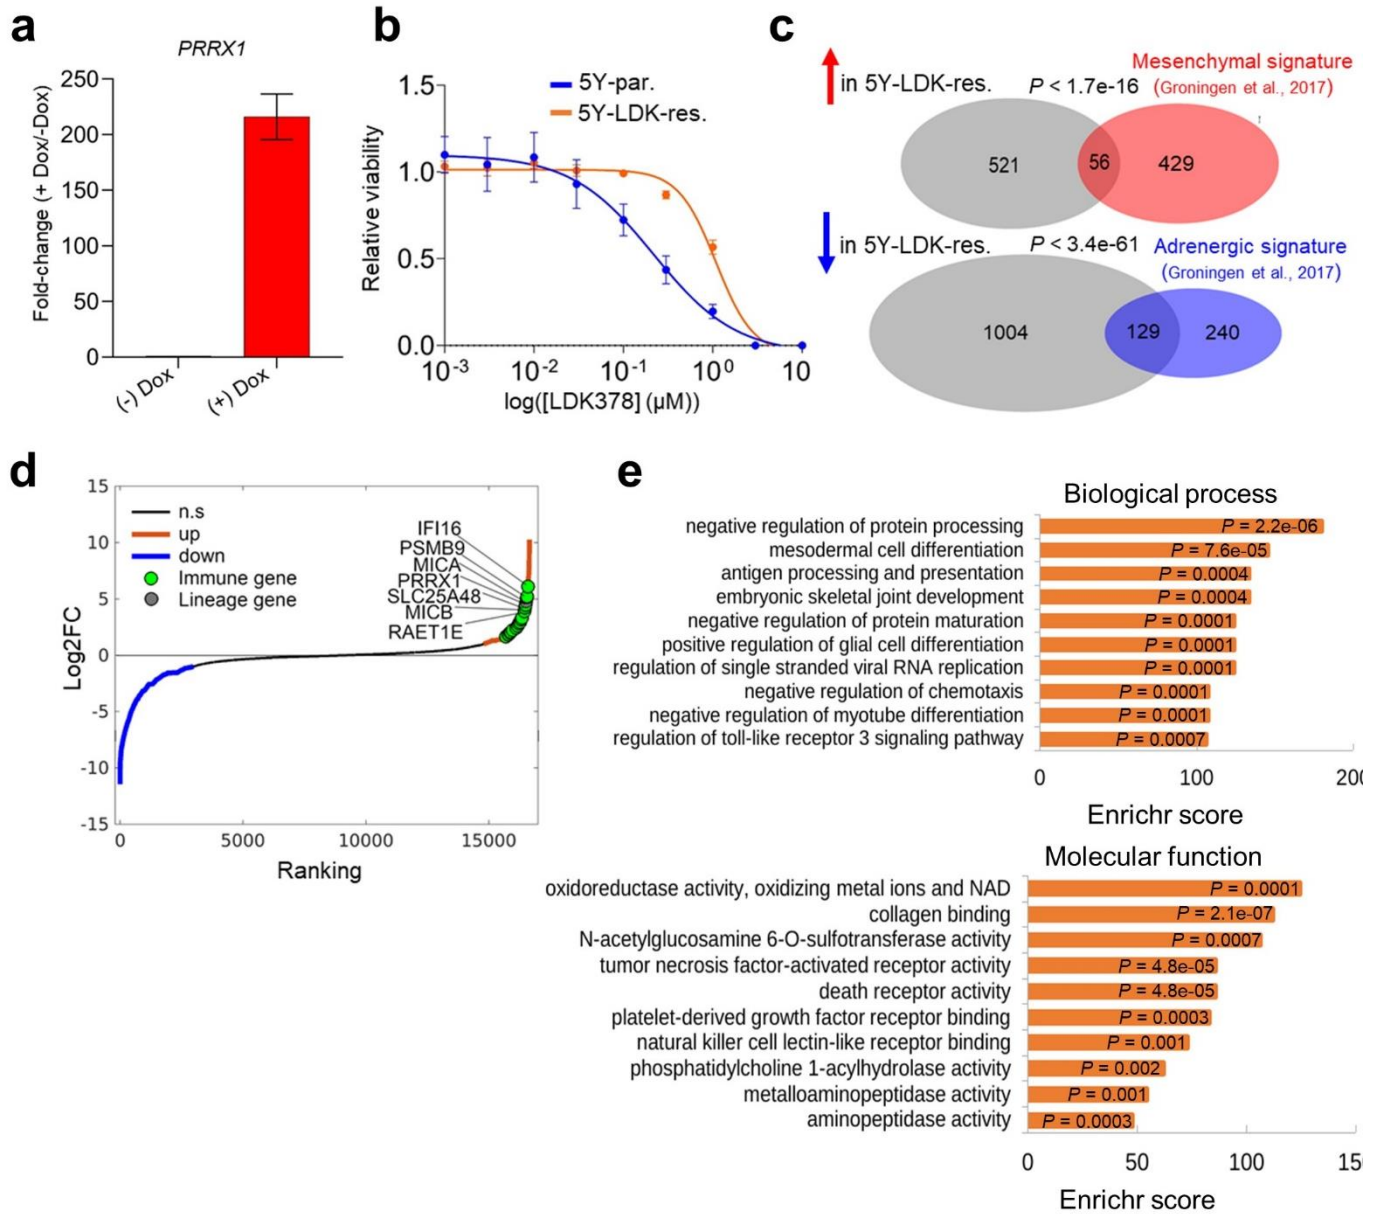 a
PRRX1
Fold-change (+ Dox/-Dox)
250
200
150
100
50
0
(-) Dox
(+) Dox
b
5Y-par.
5Y-LDK-res.
Relative viability
1.5
1.0
0.5
0.0
10-3
10-2
10-1
100
10
log([LDK378] (µM))
c
in 5Y-LDK-res.
P < 1.7e-16
Mesenchymal signature
(Groningen et al., 2017)
521
56
429
in 5Y-LDK-res.
P < 3.4e-61
Adrenergic signature
(Groningen et al., 2017)
1004
129
240
d
Log2FC
15
10
5
0
-5
-10
-15
n.s
up
down
Immune gene
Lineage gene
IFI16
PSMB9
MICA
PRRX1
SLC25A48
MICB
RAET1E
0
5000
10000
15000
Ranking
e
Biological process
negative regulation of protein processing P = 2.2e-06
mesodermal cell differentiation P = 7.6e-05
antigen processing and presentation P = 0.0004
embryonic skeletal joint development P = 0.0004
negative regulation of protein maturation P = 0.0001
positive regulation of glial cell differentiation P = 0.0001
regulation of single stranded viral RNA replication P = 0.0001
negative regulation of chemotaxis P = 0.0001
negative regulation of myotube differentiation P = 0.0001
regulation of toll-like receptor 3 signaling pathway P = 0.0007
0
100
Enrichr score
Molecular function
oxidoreductase activity, oxidizing metal ions and NAD P = 0.0001
collagen binding P = 2.1e-07
N-acetylglucosamine 6-O-sulfotransferase activity P = 0.0007
tumor necrosis factor-activated receptor activity P = 4.8e-05
death receptor activity P = 4.8e-05
platelet-derived growth factor receptor binding P = 0.0003
natural killer cell lectin-like receptor binding P = 0.001
phosphatidylcholine 1-acylhydrolase activity P = 0.002
metalloaminopeptidase activity P = 0.001
aminopeptidase activity P = 0.0003
0
50
100
Enrichr score